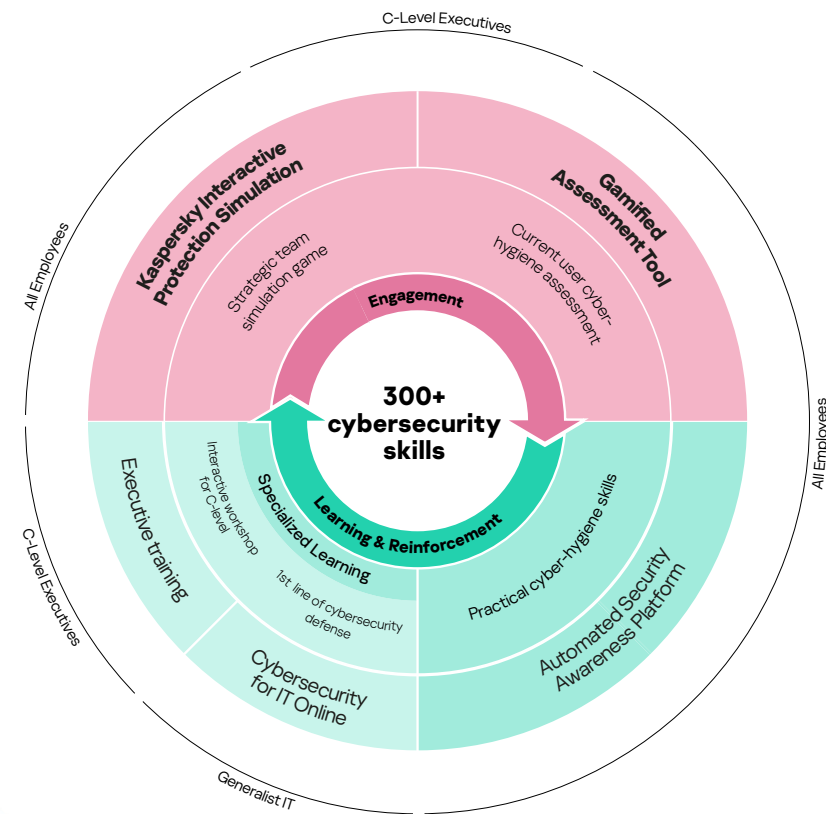 C-Level Executives
All Employees
Kaspersky Interactive
Protection Simulation
Gamified
Assessment Tool
Strategic team
simulation game
Current user cyber-
hygiene assessment
Engagement
300+
cybersecurity
skills
All Employees
Learning & Reinforcement
Specialized Learning
Interactive workshop
for C-level
Executive training
1st line of cybersecurity
defense
Practical cyber-hygiene skills
Automated Security
Awareness Platform
Cybersecurity
for IT Online
C-Level Executives
Generalist IT